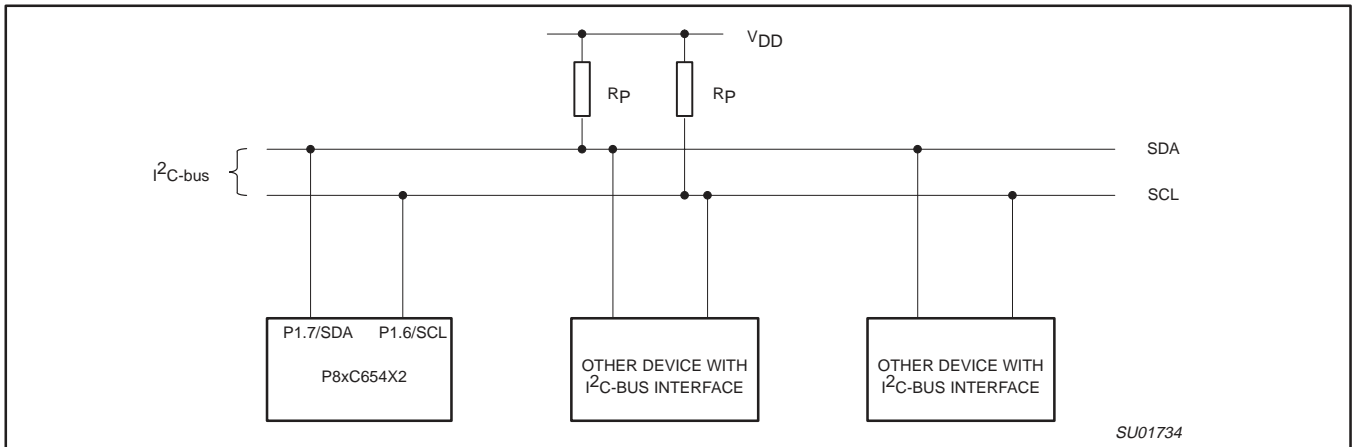 VDD
RP RP
SDA
I2C-bus
SCL
P1.7/SDA P1.6/SCL
P8xC654X2
OTHER DEVICE WITH
I2C-BUS INTERFACE
OTHER DEVICE WITH
I2C-BUS INTERFACE
SU01734